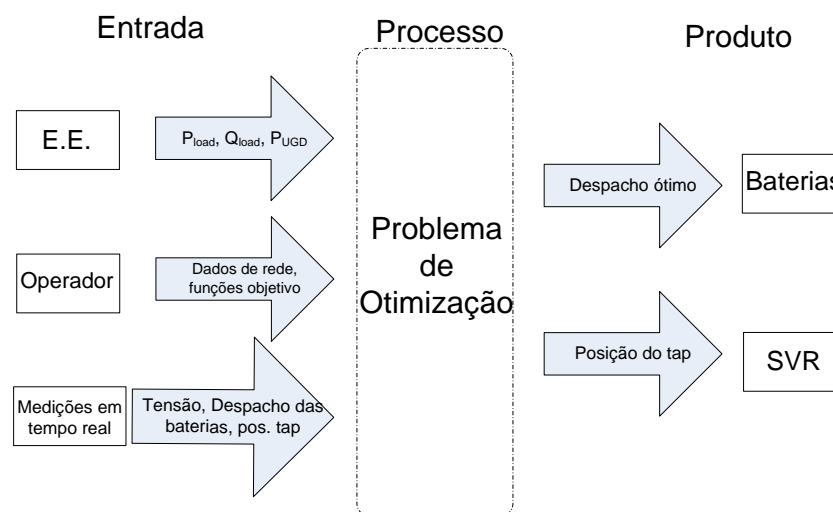 Entrada
Processo
Produto
E.E.
Pload, Qload, PUGD
Operador
Dados de rede,
funções objetivo
Medições em
tempo real
Tensão, Despacho das
baterias, pos. tap
Problema
de
Otimização
Despacho ótimo
Baterias
Posição do tap
SVR